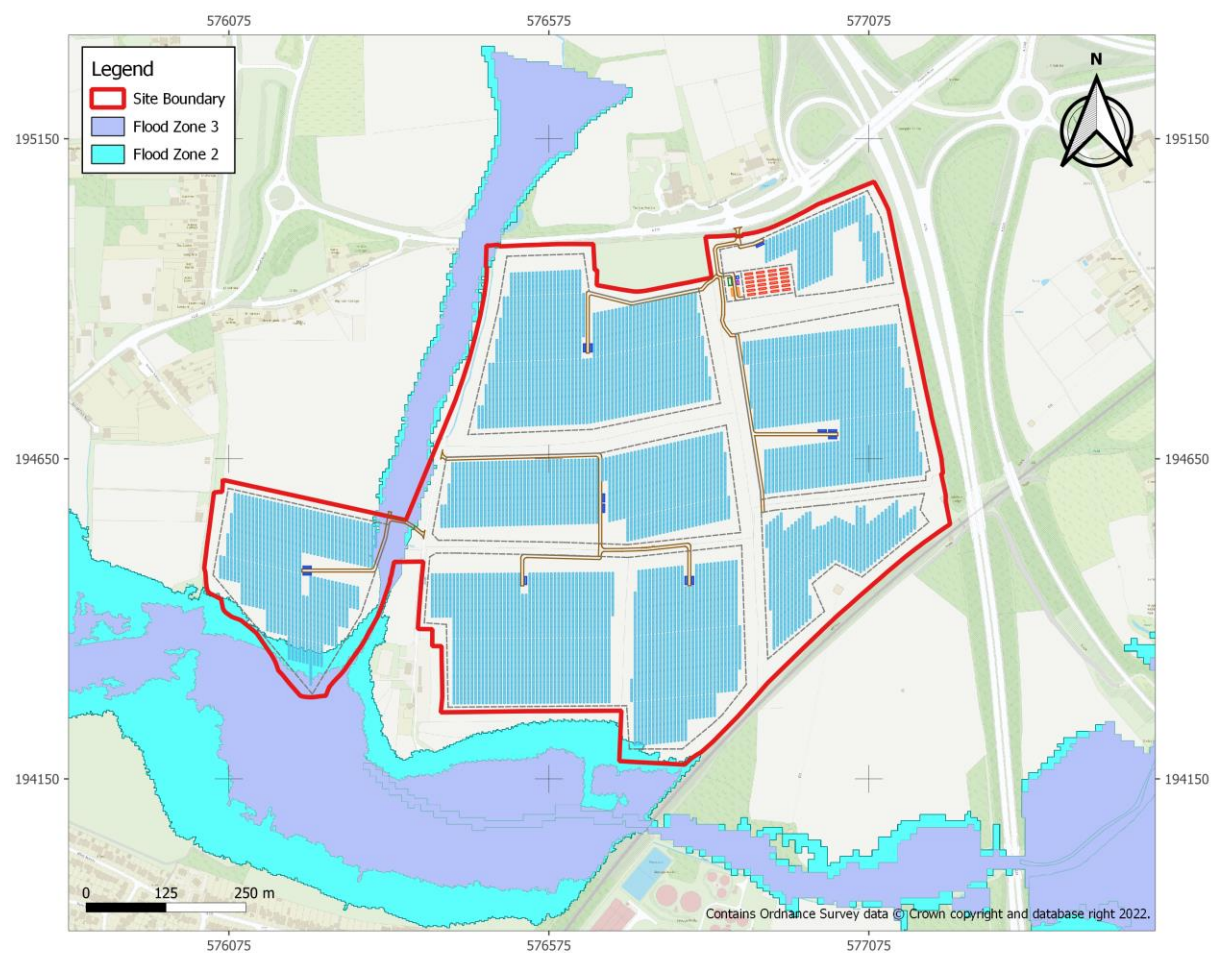 576075 576575 577075
Legend
Site Boundary
Flood Zone 3
Flood Zone 2
N
195150 195150
194650 194650
194150 194150
0 125 250 m
Contains Ordnance Survey data © Crown copyright and database right 2022.
576075 576575 577075